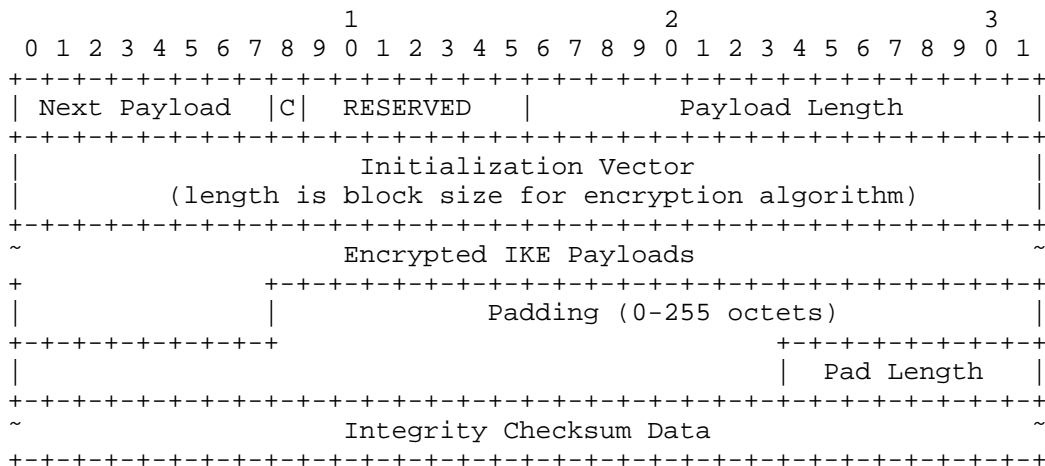 1                   2                   3
 0 1 2 3 4 5 6 7 8 9 0 1 2 3 4 5 6 7 8 9 0 1 2 3 4 5 6 7 8 9 0 1
+-+-+-+-+-+-+-+-+-+-+-+-+-+-+-+-+-+-+-+-+-+-+-+-+-+-+-+-+-+-+-+-+
| Next Payload  |C|  RESERVED   |         Payload Length        |
+-+-+-+-+-+-+-+-+-+-+-+-+-+-+-+-+-+-+-+-+-+-+-+-+-+-+-+-+-+-+-+-+
|                     Initialization Vector                     |
|         (length is block size for encryption algorithm)       |
+-+-+-+-+-+-+-+-+-+-+-+-+-+-+-+-+-+-+-+-+-+-+-+-+-+-+-+-+-+-+-+-+
~                    Encrypted IKE Payloads                     ~
+               +-+-+-+-+-+-+-+-+-+-+-+-+-+-+-+-+-+-+-+-+-+-+-+-+
|               |             Padding (0-255 octets)            |
+-+-+-+-+-+-+-+-+                               +-+-+-+-+-+-+-+-+
|                                               |  Pad Length   |
+-+-+-+-+-+-+-+-+-+-+-+-+-+-+-+-+-+-+-+-+-+-+-+-+-+-+-+-+-+-+-+-+
~                    Integrity Checksum Data                    ~
+-+-+-+-+-+-+-+-+-+-+-+-+-+-+-+-+-+-+-+-+-+-+-+-+-+-+-+-+-+-+-+-+